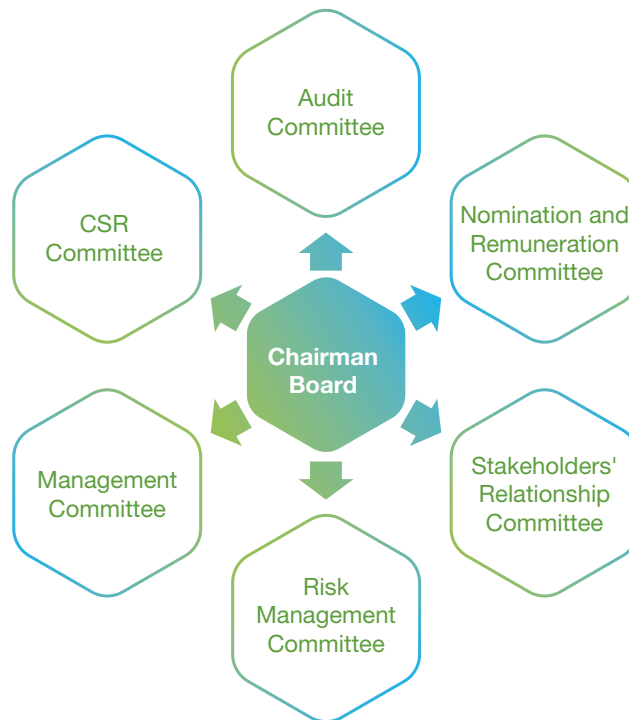 Audit
Committee
CSR
Committee
Nomination and
Remuneration
Committee
Chairman
Board
Management
Committee
Stakeholders'
Relationship
Committee
Risk
Management
Committee